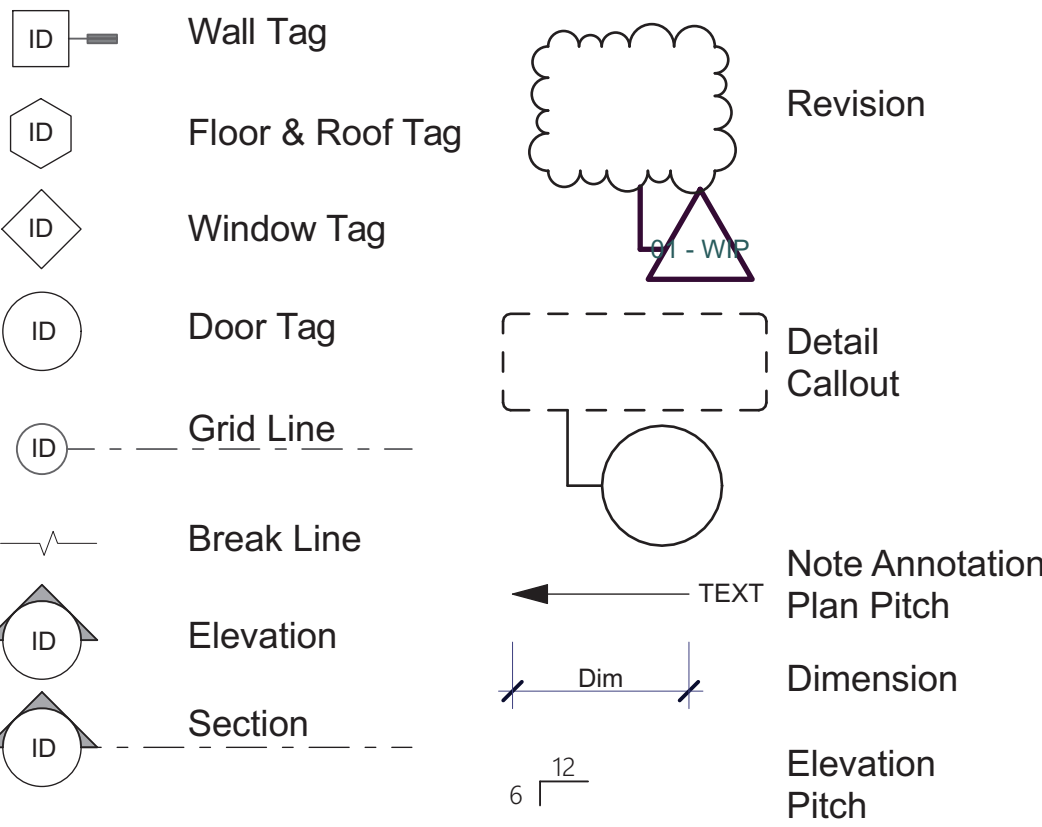 ID Wall Tag
ID Floor & Roof Tag
ID Window Tag
ID Door Tag
ID Grid Line
Break Line
ID Elevation
ID Section
Revision
01 - WIP
Detail
Callout
TEXT
Note Annotation
Plan Pitch
Dim
Dimension
12
6
Elevation
Pitch